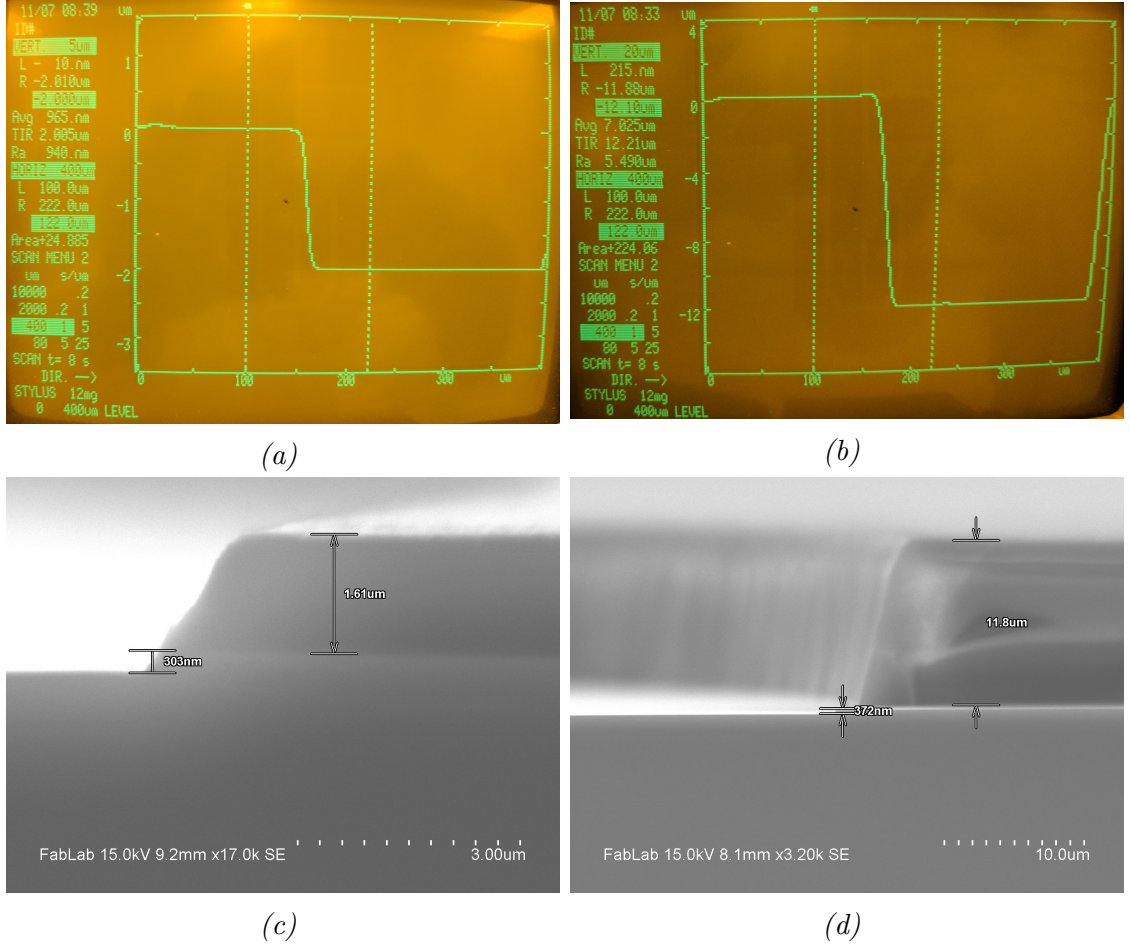 11/07 08:39 um
ID#
VERT. 5um
L - 10.nm
R -2.010um
-2.000um
Avg 965.nm
TIR 2.005um
Ra 940.nm
HORIZ 400um
L 100.0um
R 222.0um
122.0um
Area+24.885
SCAN MENU 2
um s/um
10000 .2
2000 .2 1
400 1 5
80 5 25
SCAN t= 8 s
DIR. -->
STYLUS 12mg
0 400um LEVEL
1
0
-1
-2
-3
0 100 200 300 um
(a)
11/07 08:33 um
ID#
VERT. 20um
L 215.nm
R -11.88um
-12.10um
Avg 7.025um
TIR 12.21um
Ra 5.490um
HORIZ 400um
L 100.0um
R 222.0um
122.0um
Area+224.06
SCAN MENU 2
um s/um
10000 .2
2000 .2 1
400 1 5
80 5 25
SCAN t= 8 s
DIR. -->
STYLUS 12mg
0 400um LEVEL
4
0
-4
-8
-12
0 100 200 300 um
(b)
1.61um
303nm
FabLab 15.0kV 9.2mm x17.0k SE 3.00um
(c)
11.8um
372nm
FabLab 15.0kV 8.1mm x3.20k SE 10.0um
(d)